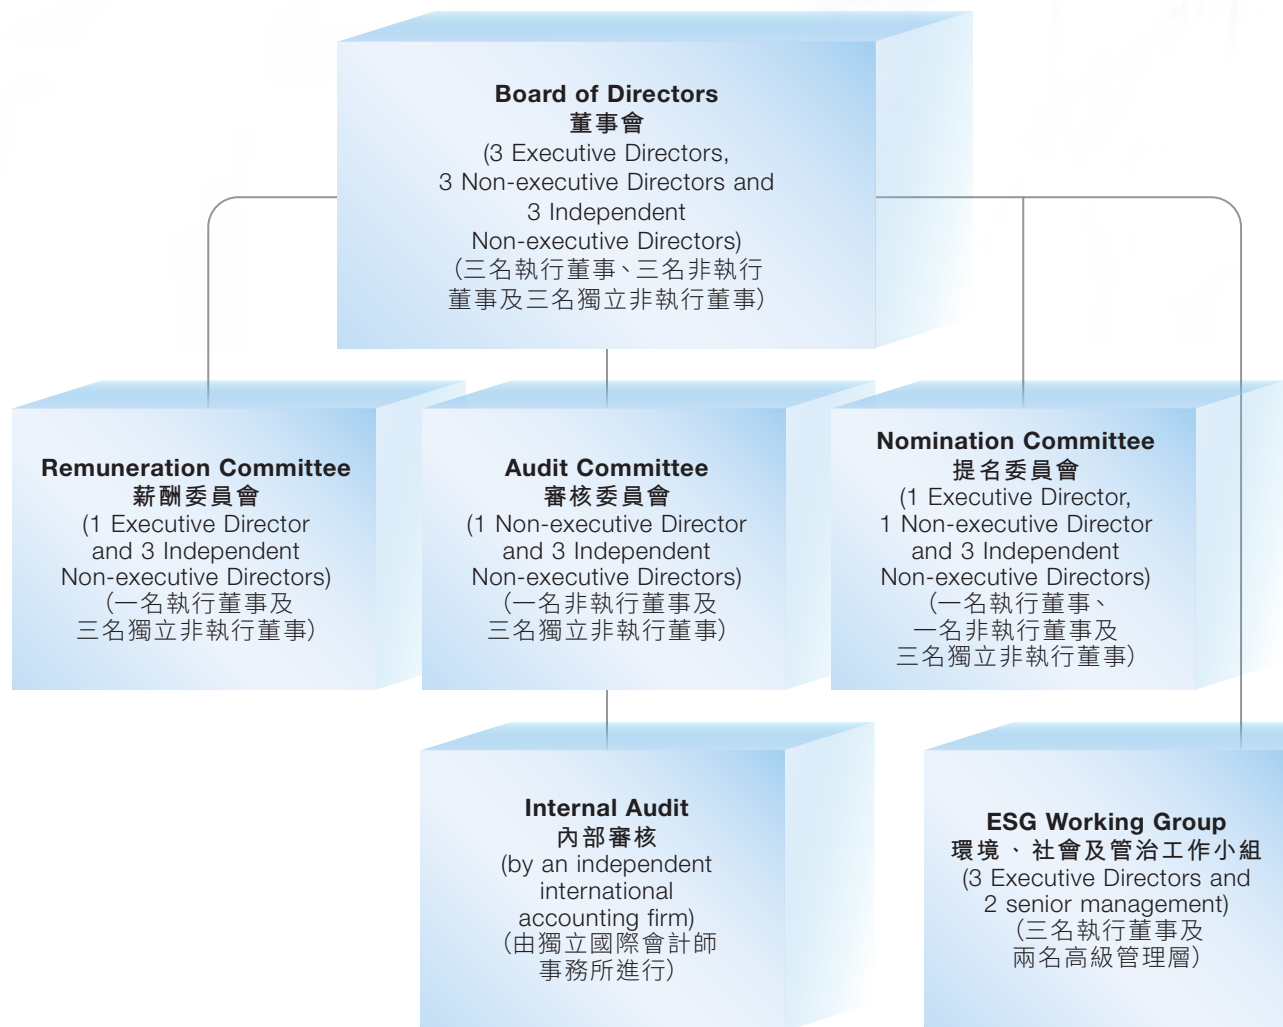 Board of Directors
董事會
(3 Executive Directors,
3 Non-executive Directors and
3 Independent
Non-executive Directors)
(三名執行董事、三名非執行
董事及三名獨立非執行董事)
Remuneration Committee
薪酬委員會
(1 Executive Director
and 3 Independent
Non-executive Directors)
(一名執行董事及
三名獨立非執行董事)
Audit Committee
審核委員會
(1 Non-executive Director
and 3 Independent
Non-executive Directors)
(一名非執行董事及
三名獨立非執行董事)
Nomination Committee
提名委員會
(1 Executive Director,
1 Non-executive Director
and 3 Independent
Non-executive Directors)
(一名執行董事、
一名非執行董事及
三名獨立非執行董事)
Internal Audit
內部審核
(by an independent
international
accounting firm)
(由獨立國際會計師
事務所進行)
ESG Working Group
環境、社會及管治工作小組
(3 Executive Directors and
2 senior management)
(三名執行董事及
兩名高級管理層)